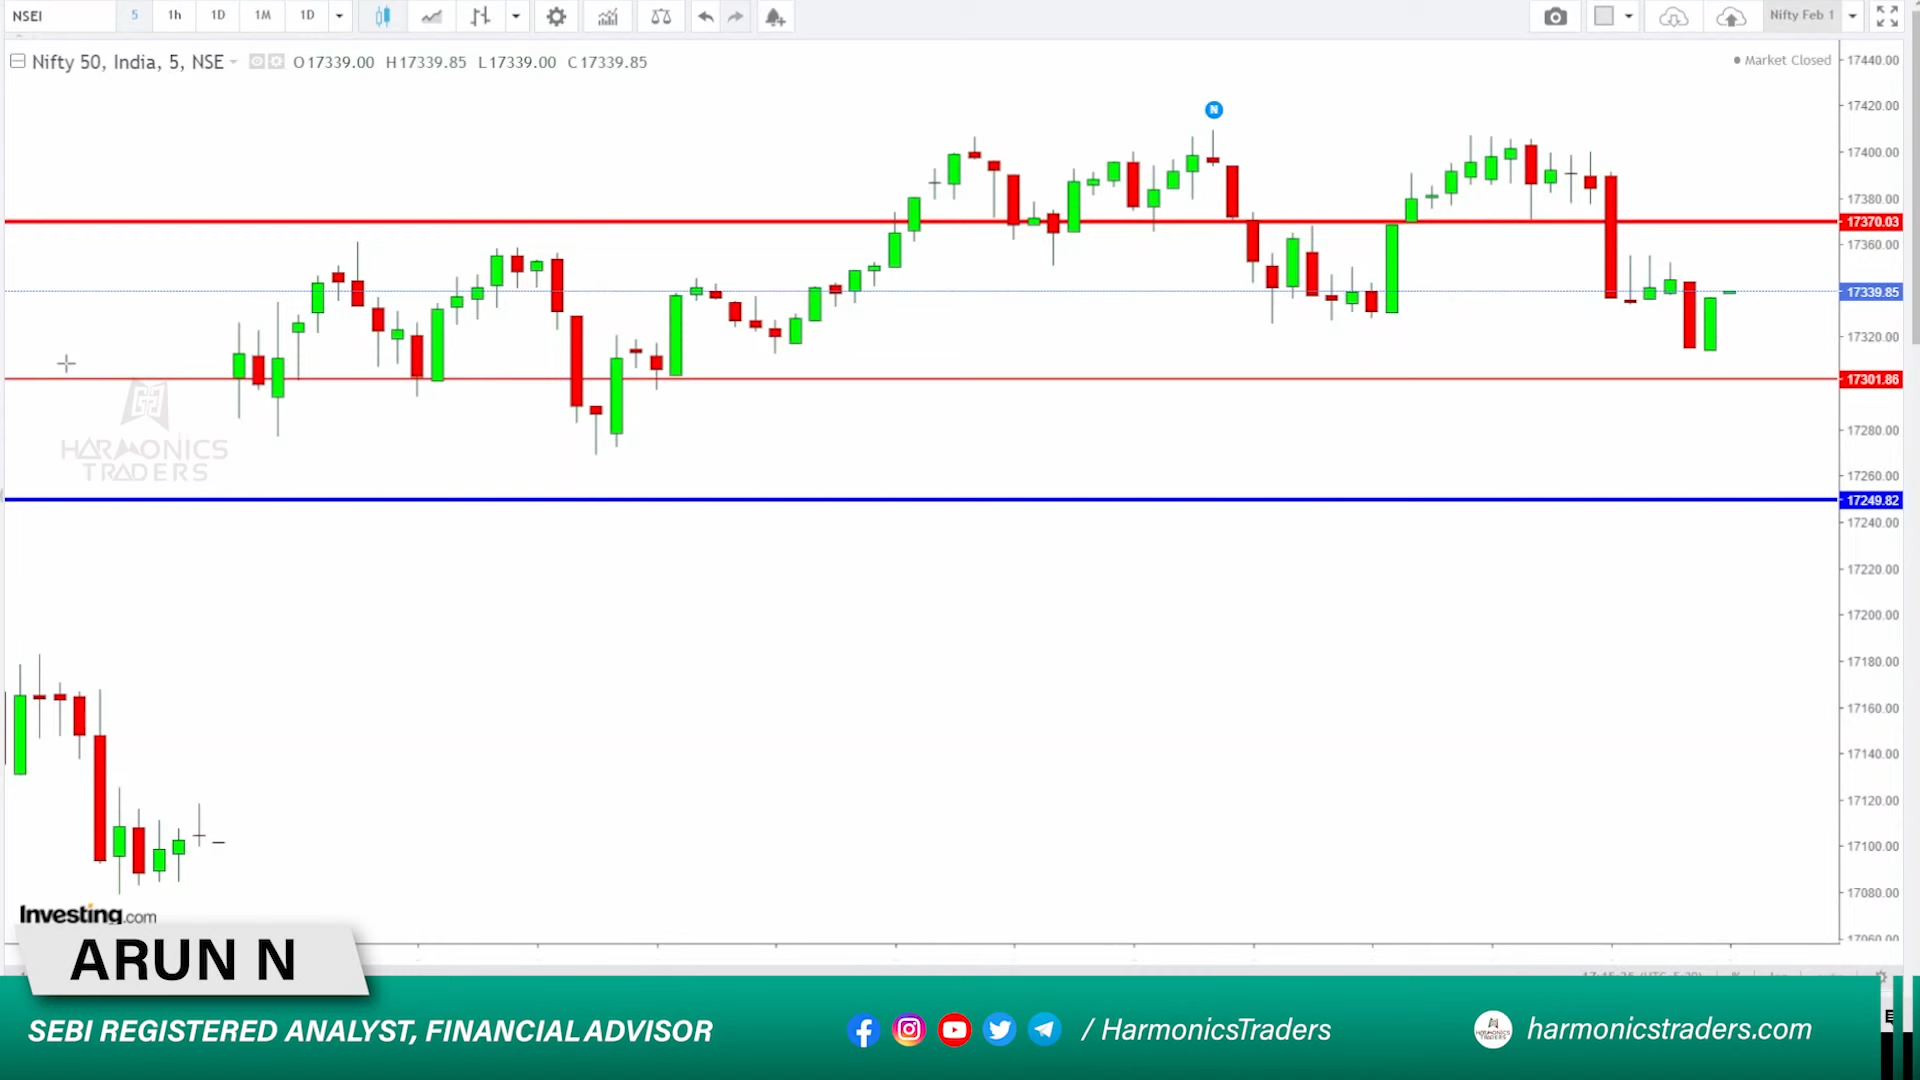 NSEI 5 1h 1D 1M 1D Nifty Feb 1
Nifty 50, India, 5, NSE O17339.00 H17339.85 L17339.00 C17339.85
Market Closed
17440.00
17420.00
N
17400.00
17380.00
17370.03
17360.00
17339.85
17320.00
17301.86
17280.00
17260.00
17249.82
17240.00
17220.00
17200.00
17180.00
17160.00
17140.00
17120.00
17100.00
17080.00
17060.00
HARMONICS
TRADERS
Investing.com
ARUN N
SEBI REGISTERED ANALYST, FINANCIAL ADVISOR
/ HarmonicsTraders
harmonicstraders.com